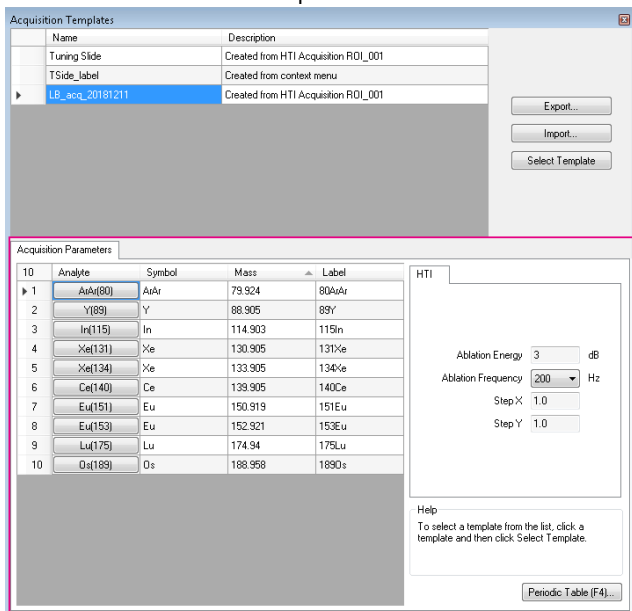 Acquisition Templates
Name Description
Tuning Slide Created from HTI Acquisition ROI_001
TSide_label Created from context menu
LB_acq_20181211 Created from HTI Acquisition ROI_001
Export...
Import...
Select Template
Acquisition Parameters
10 Analyte Symbol Mass Label
1 ArAr(80) ArAr 79.924 80ArAr
2 Y(89) Y 88.905 89Y
3 In(115) In 114.903 115In
4 Xe(131) Xe 130.905 131Xe
5 Xe(134) Xe 133.905 134Xe
6 Ce(140) Ce 139.905 140Ce
7 Eu(151) Eu 150.919 151Eu
8 Eu(153) Eu 152.921 153Eu
9 Lu(175) Lu 174.94 175Lu
10 Os(189) Os 188.958 189Os
HTI
Ablation Energy 3 dB
Ablation Frequency 200 Hz
Step X 1.0
Step Y 1.0
Help
To select a template from the list, click a
template and then click Select Template.
Periodic Table (F4)...